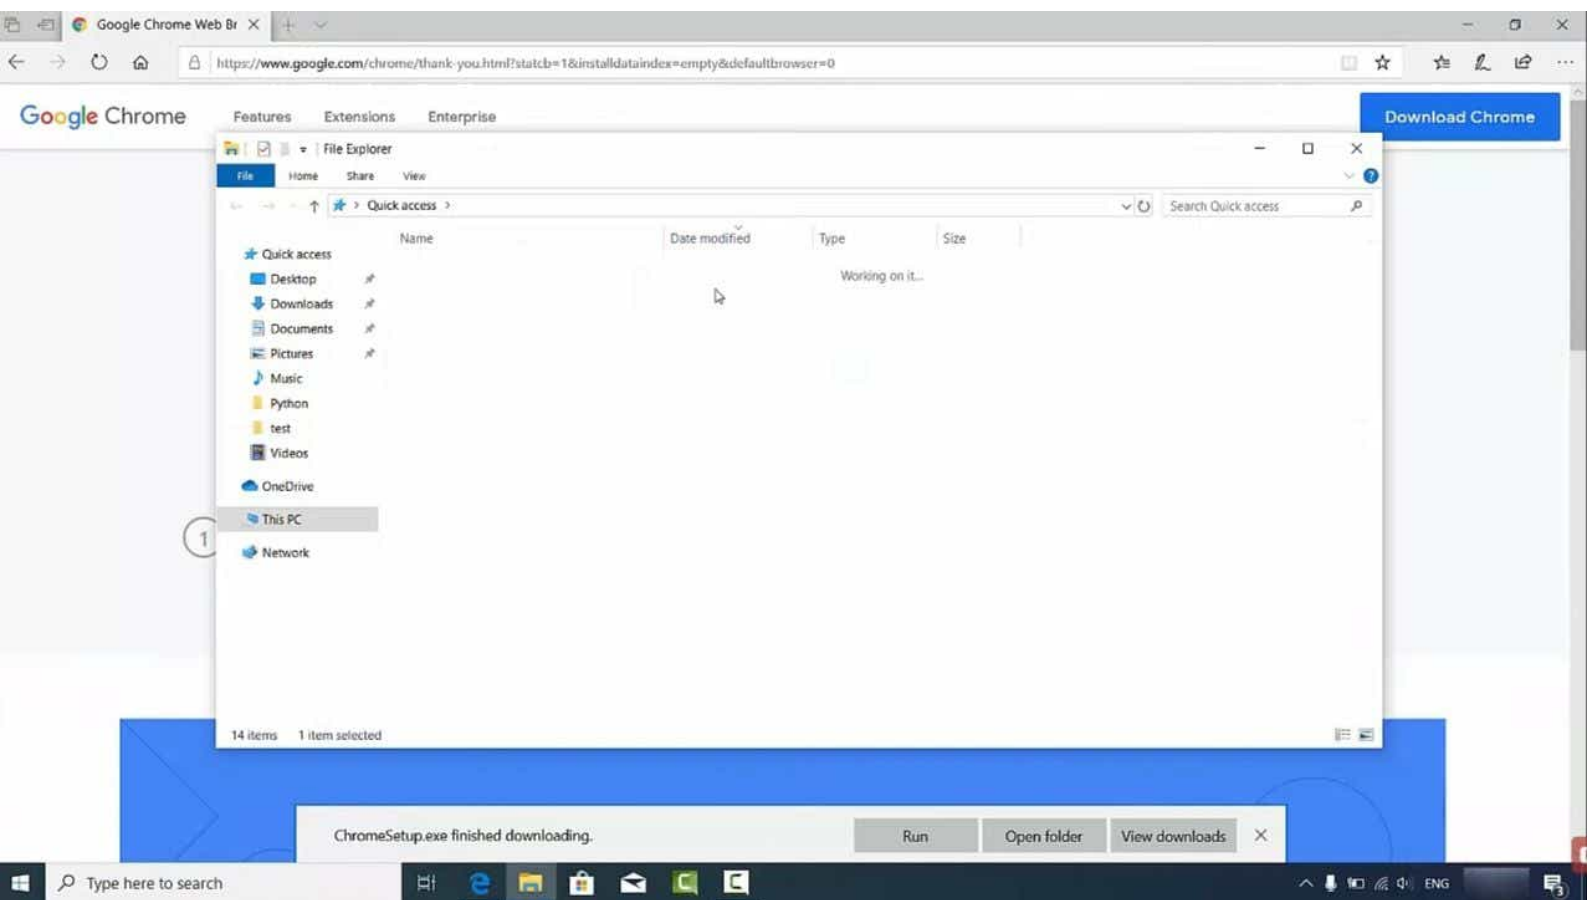 Google Chrome Web Br
https://www.google.com/chrome/thank-you.html?statcb=1&installdataindex=empty&defaultbrowser=0
Google Chrome Features Extensions Enterprise Download Chrome
File Explorer
File Home Share View
Quick access Search Quick access
Name Date modified Type Size
Working on it...
Quick access
Desktop
Downloads
Documents
Pictures
Music
Python
test
Videos
OneDrive
This PC
Network
1
14 items 1 item selected
ChromeSetup.exe finished downloading. Run Open folder View downloads
Type here to search ENG 3